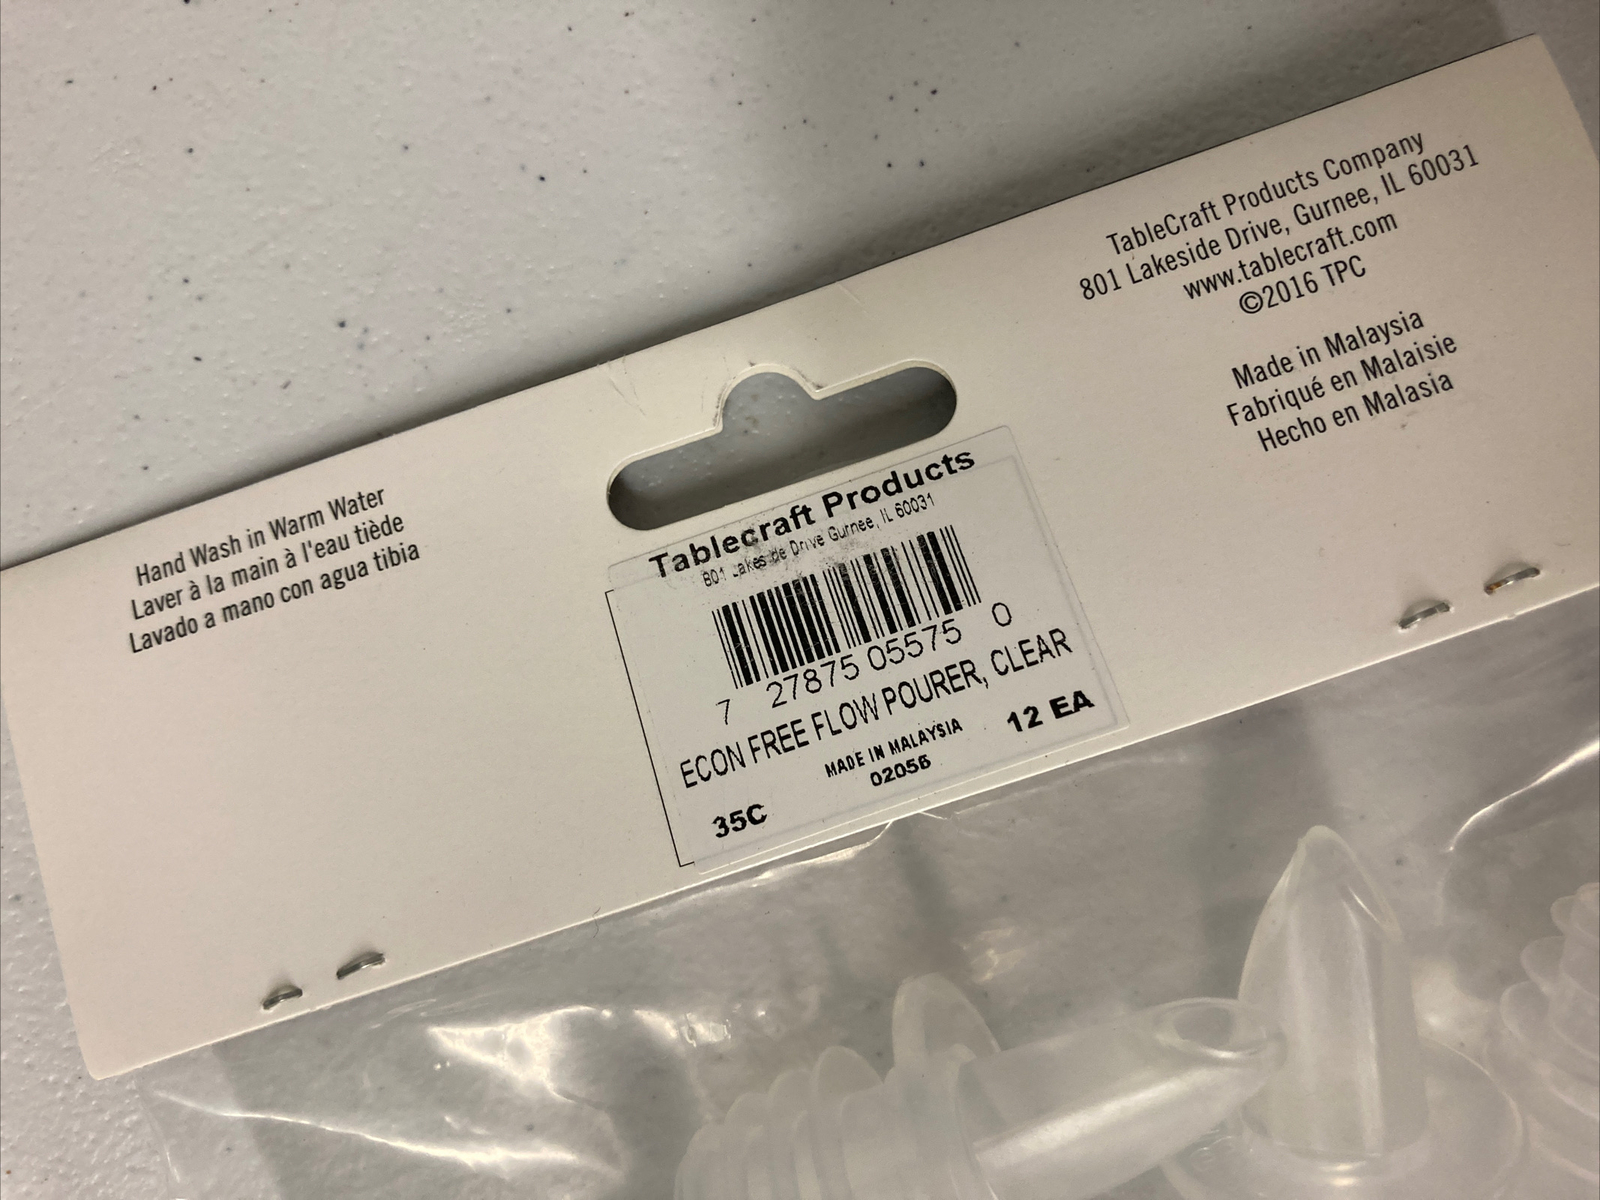 TableCraft Products Company
801 Lakeside Drive, Gurnee, IL 60031
www.tablecraft.com
©2016 TPC
Made in Malaysia
Fabriqué en Malaisie
Hecho en Malasia
Hand Wash in Warm Water
Laver à la main à l'eau tiède
Lavado a mano con agua tibia
Tablecraft Products
801 Lakeside Drive Gurnee, IL 60031
7 27875 05575 0
ECON FREE FLOW POURER, CLEAR
MADE IN MALAYSIA
12 EA
02056
35C